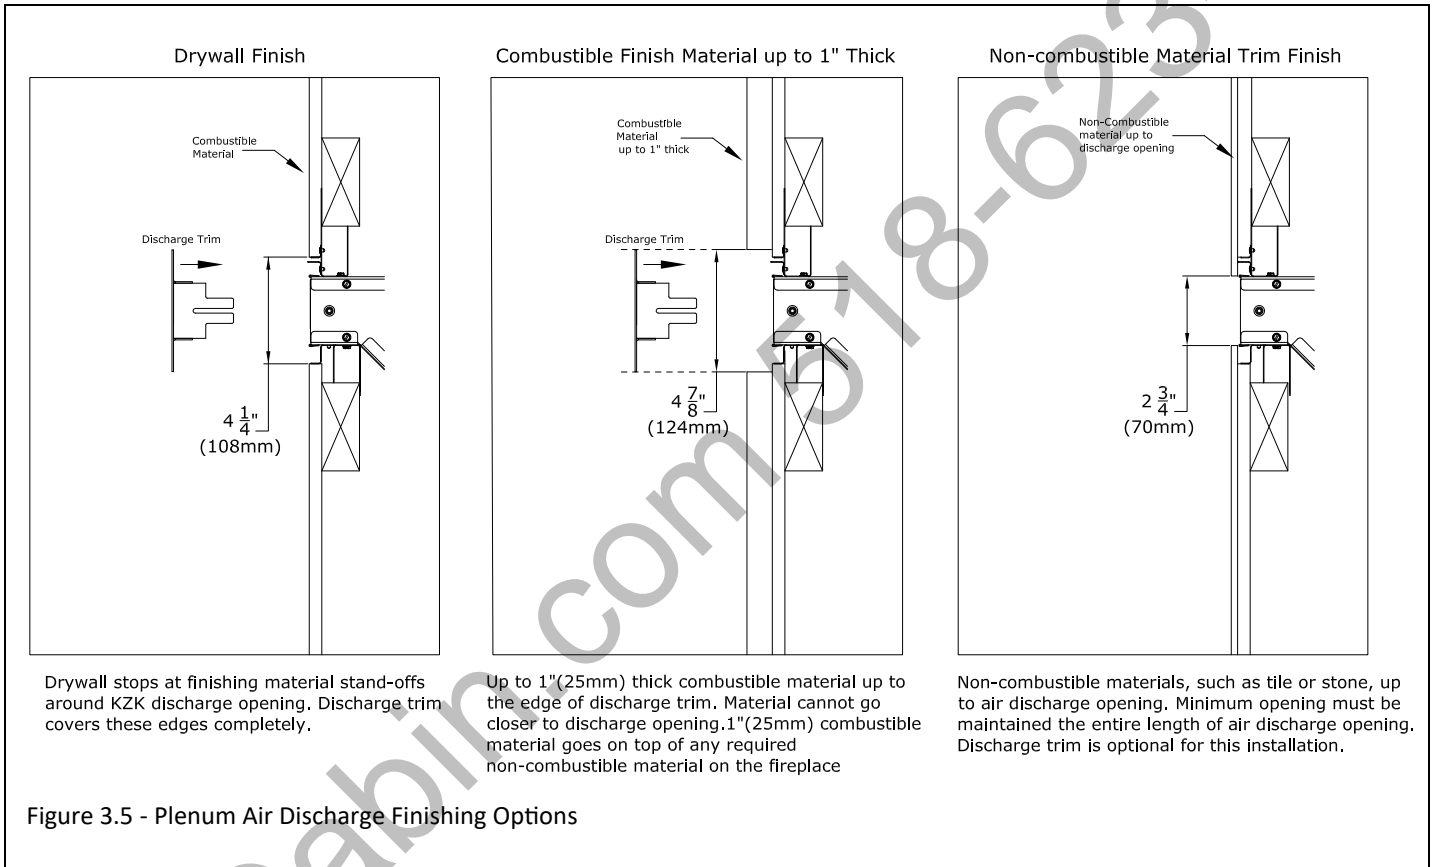 Drywall Finish
Combustible Finish Material up to 1" Thick
Non-combustible Material Trim Finish
Combustible
Material
Discharge Trim
4 1/4"
(108mm)
Combustible
Material
up to 1" thick
Discharge Trim
4 7/8"
(124mm)
Non-Combustible
material up to
discharge opening
2 3/4"
(70mm)
Drywall stops at finishing material stand-offs
around KZK discharge opening. Discharge trim
covers these edges completely.
Up to 1"(25mm) thick combustible material up to
the edge of discharge trim. Material cannot go
closer to discharge opening.1"(25mm) combustible
material goes on top of any required
non-combustible material on the fireplace
Non-combustible materials, such as tile or stone, up
to air discharge opening. Minimum opening must be
maintained the entire length of air discharge opening.
Discharge trim is optional for this installation.
Figure 3.5 - Plenum Air Discharge Finishing Options
abin.com 518-623